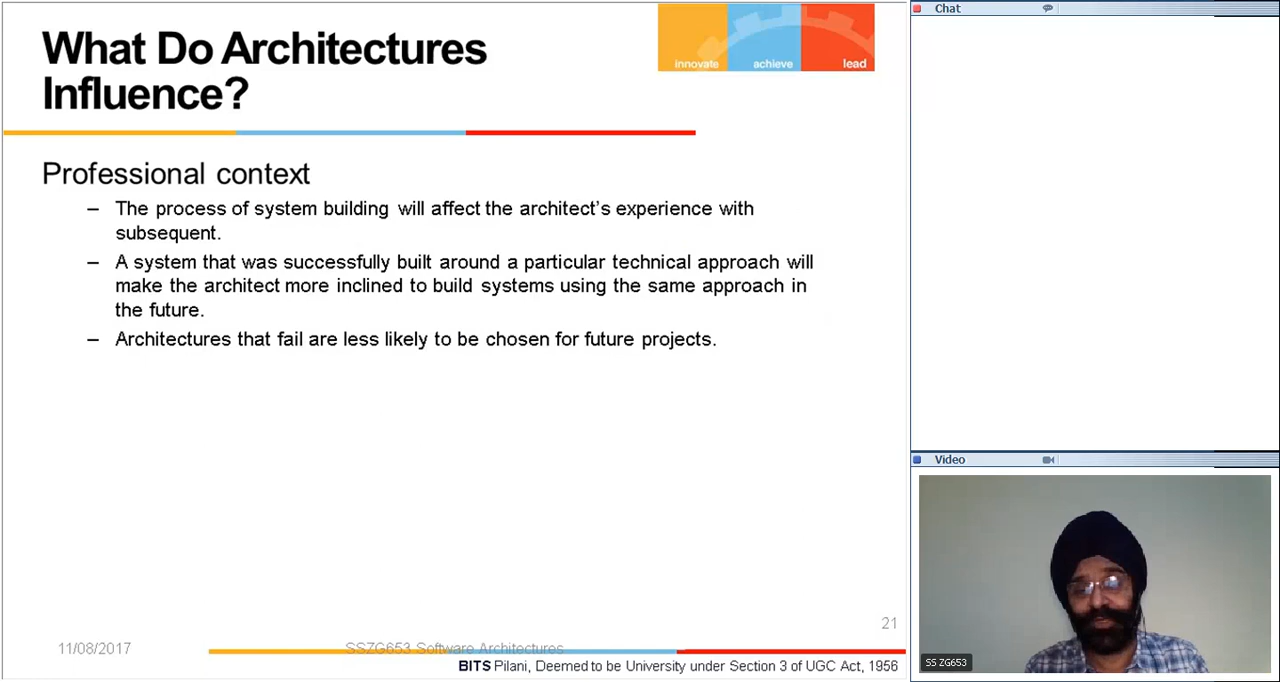 What Do Architectures
Influence?
innovate achieve lead
Professional context
– The process of system building will affect the architect's experience with
subsequent.
– A system that was successfully built around a particular technical approach will
make the architect more inclined to build systems using the same approach in
the future.
– Architectures that fail are less likely to be chosen for future projects.
21
11/08/2017
SSZG653 Software Architectures
BITS Pilani, Deemed to be University under Section 3 of UGC Act, 1956
Chat
Video
SS ZG653